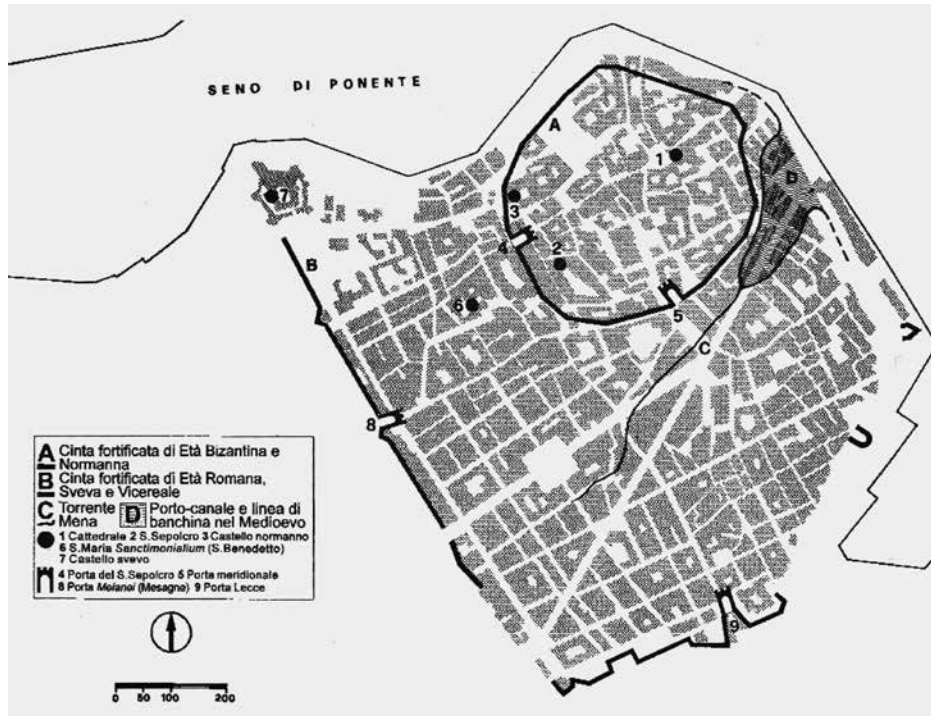 SENO DI PONENTE
A
1
D
3
7
4
2
B
5
6
C
8
9
A Cinta fortificata di Età Bizantina e
Normanna
B Cinta fortificata di Età Romana,
Sveva e Vicereale
C Torrente
Mena
D Porto-canale e linea di
banchina nel Medioevo
1 Cattedrale 2 S.Sepolcro 3 Castello normanno
6 S.Maria Sanctimonialium (S.Benedetto)
7 Castello svevo
4 Porta del S.Sepolcro 5 Porta meridionale
8 Porta (Mesagne) 9 Porta Lecce
0 50 100 200